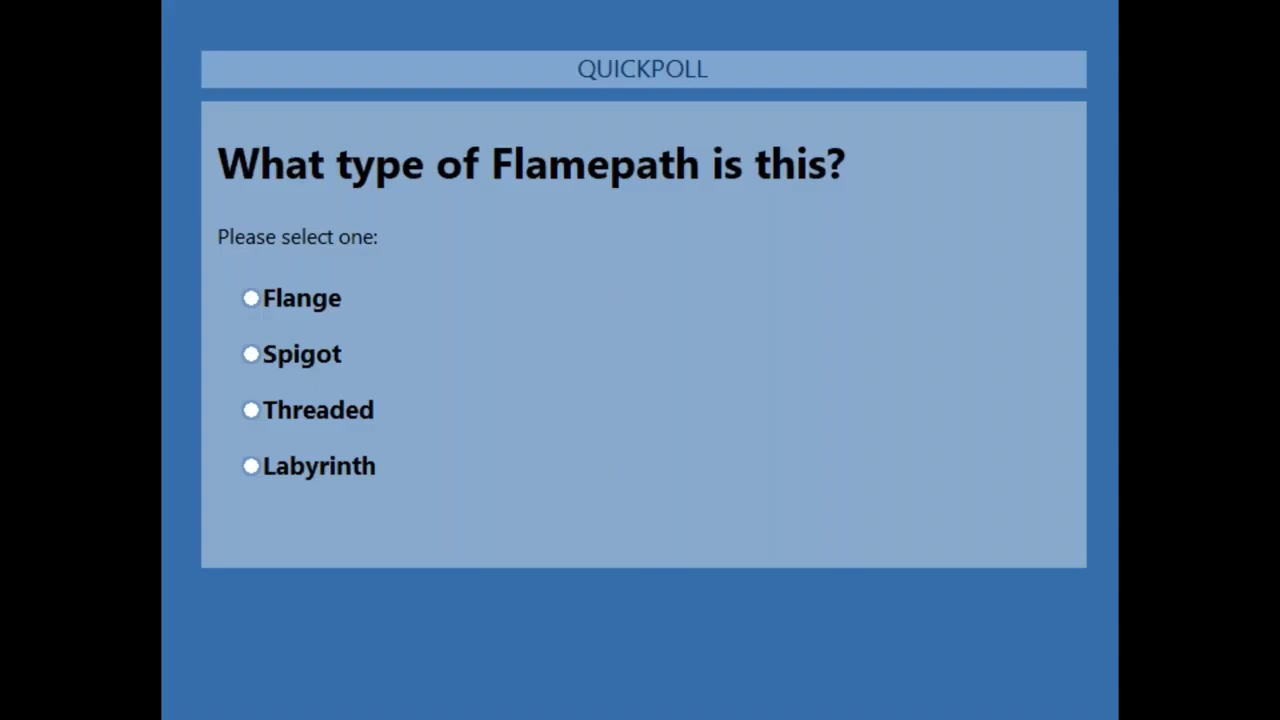 QUICKPOLL
What type of Flamepath is this?
Please select one:
Flange
Spigot
Threaded
Labyrinth